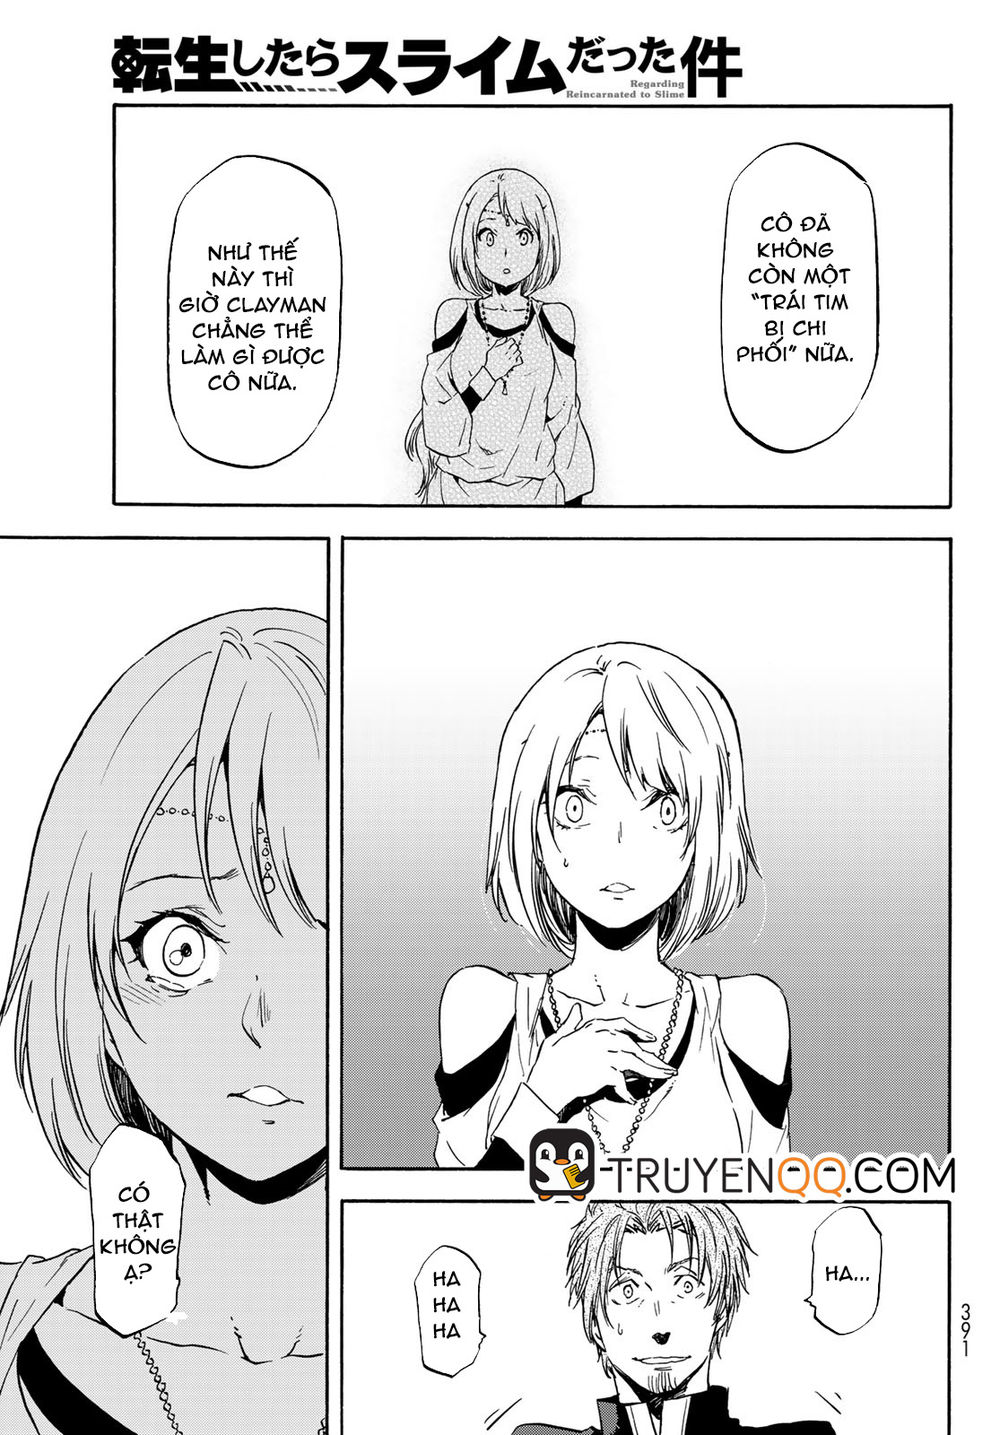 転生したらスライムだった件
Regarding
Reincarnated to Slime
CÔ ĐÃ
KHÔNG
CÒN MỘT
“TRÁI TIM
BỊ CHI
PHỐI” NỮA.
NHƯ THẾ
NÀY THÌ
GIỜ CLAYMAN
CHẲNG THỂ
LÀM GÌ ĐƯỢC
CÔ NỮA.
CÓ
THẬT
KHÔNG
Ạ?
TRUYENQQ.COM
HA...
HA
HA
HA
391